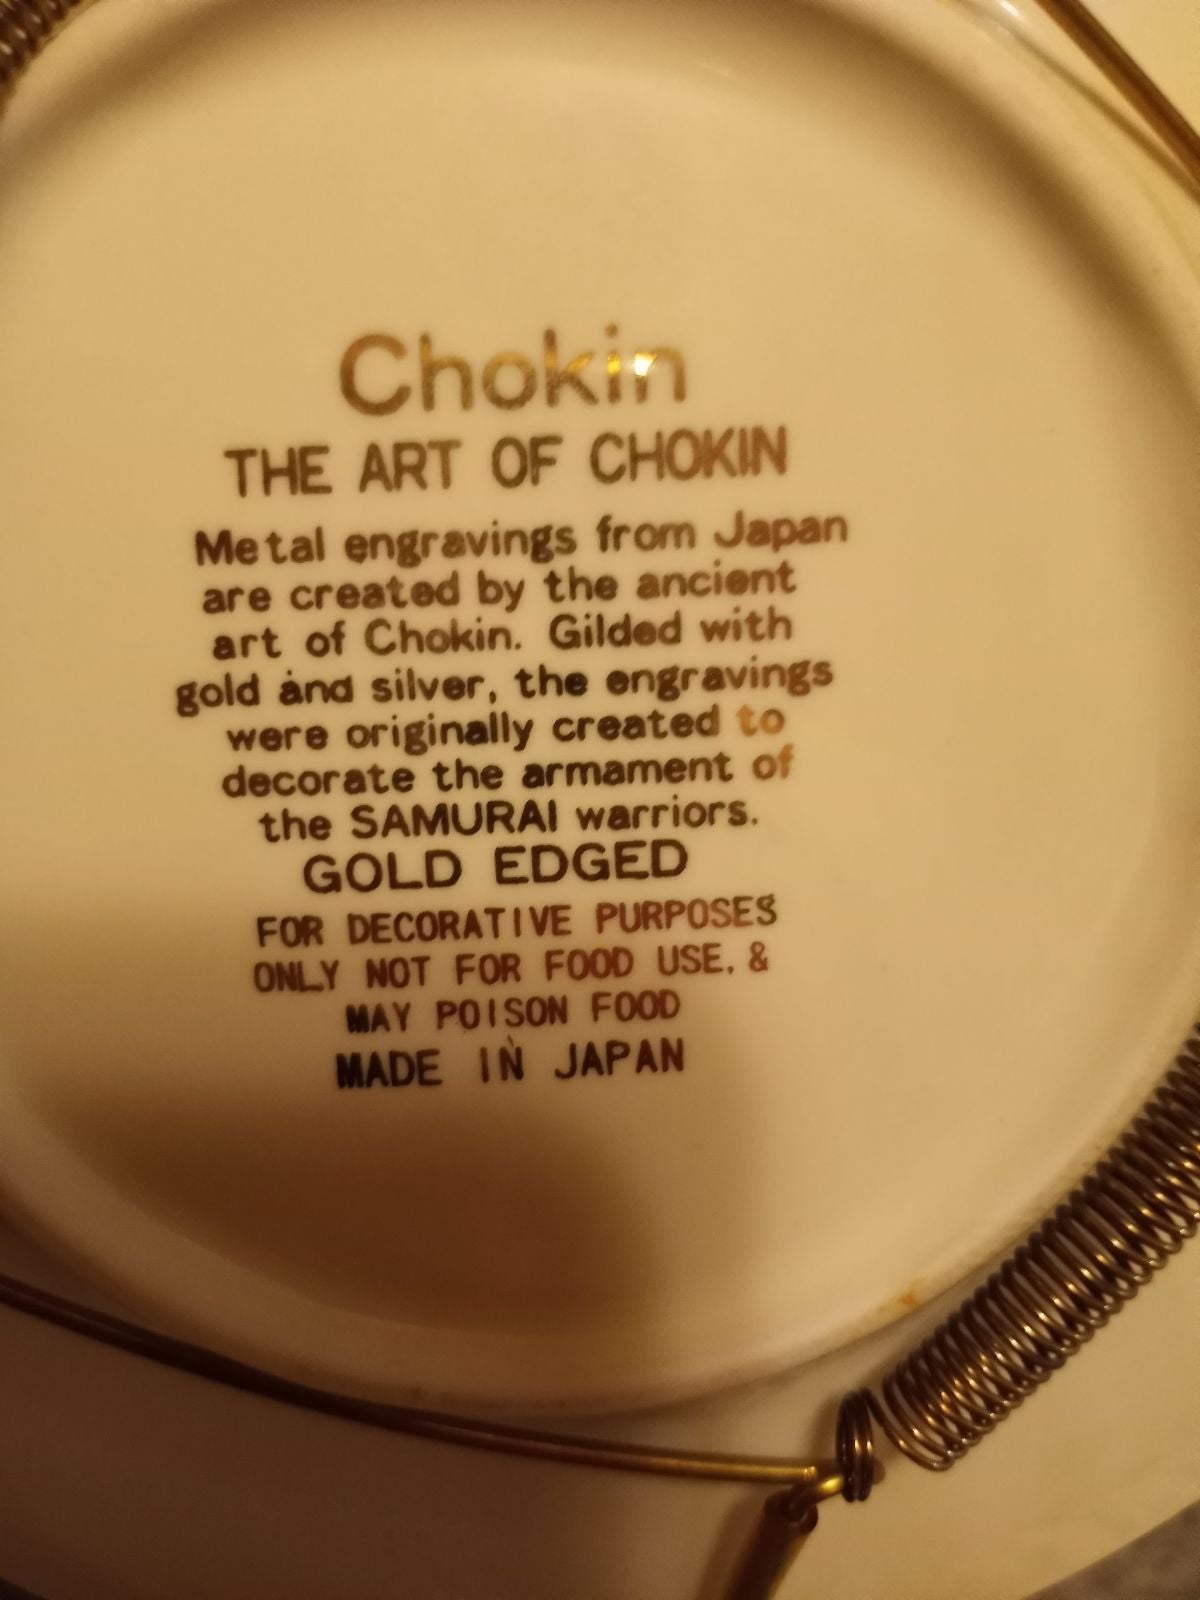 Chokin
THE ART OF CHOKIN
Metal engravings from Japan
are created by the ancient
art of Chokin. Gilded with
gold and silver, the engravings
were originally created to
decorate the armament of
the SAMURAI warriors.
GOLD EDGED
FOR DECORATIVE PURPOSES
ONLY NOT FOR FOOD USE, &
MAY POISON FOOD
MADE IN JAPAN